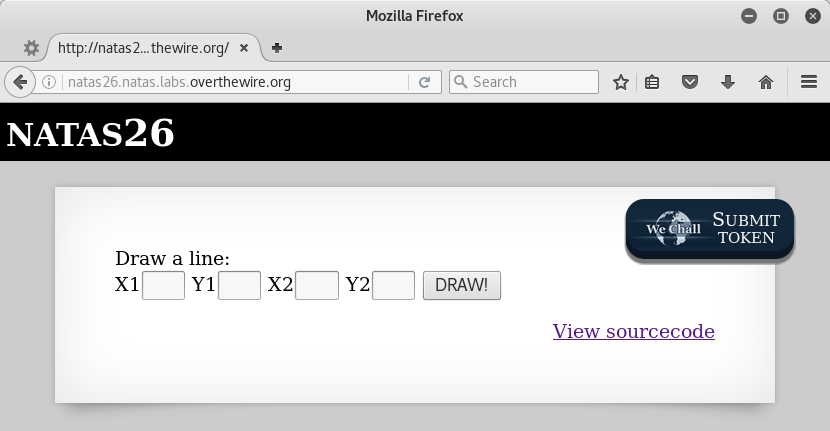 Mozilla Firefox
http://natas2...thewire.org/
natas26.natas.labs.overthewire.org
Search
NATAS26
We Chall
SUBMIT
TOKEN
Draw a line:
X1 Y1 X2 Y2 DRAW!
View sourcecode